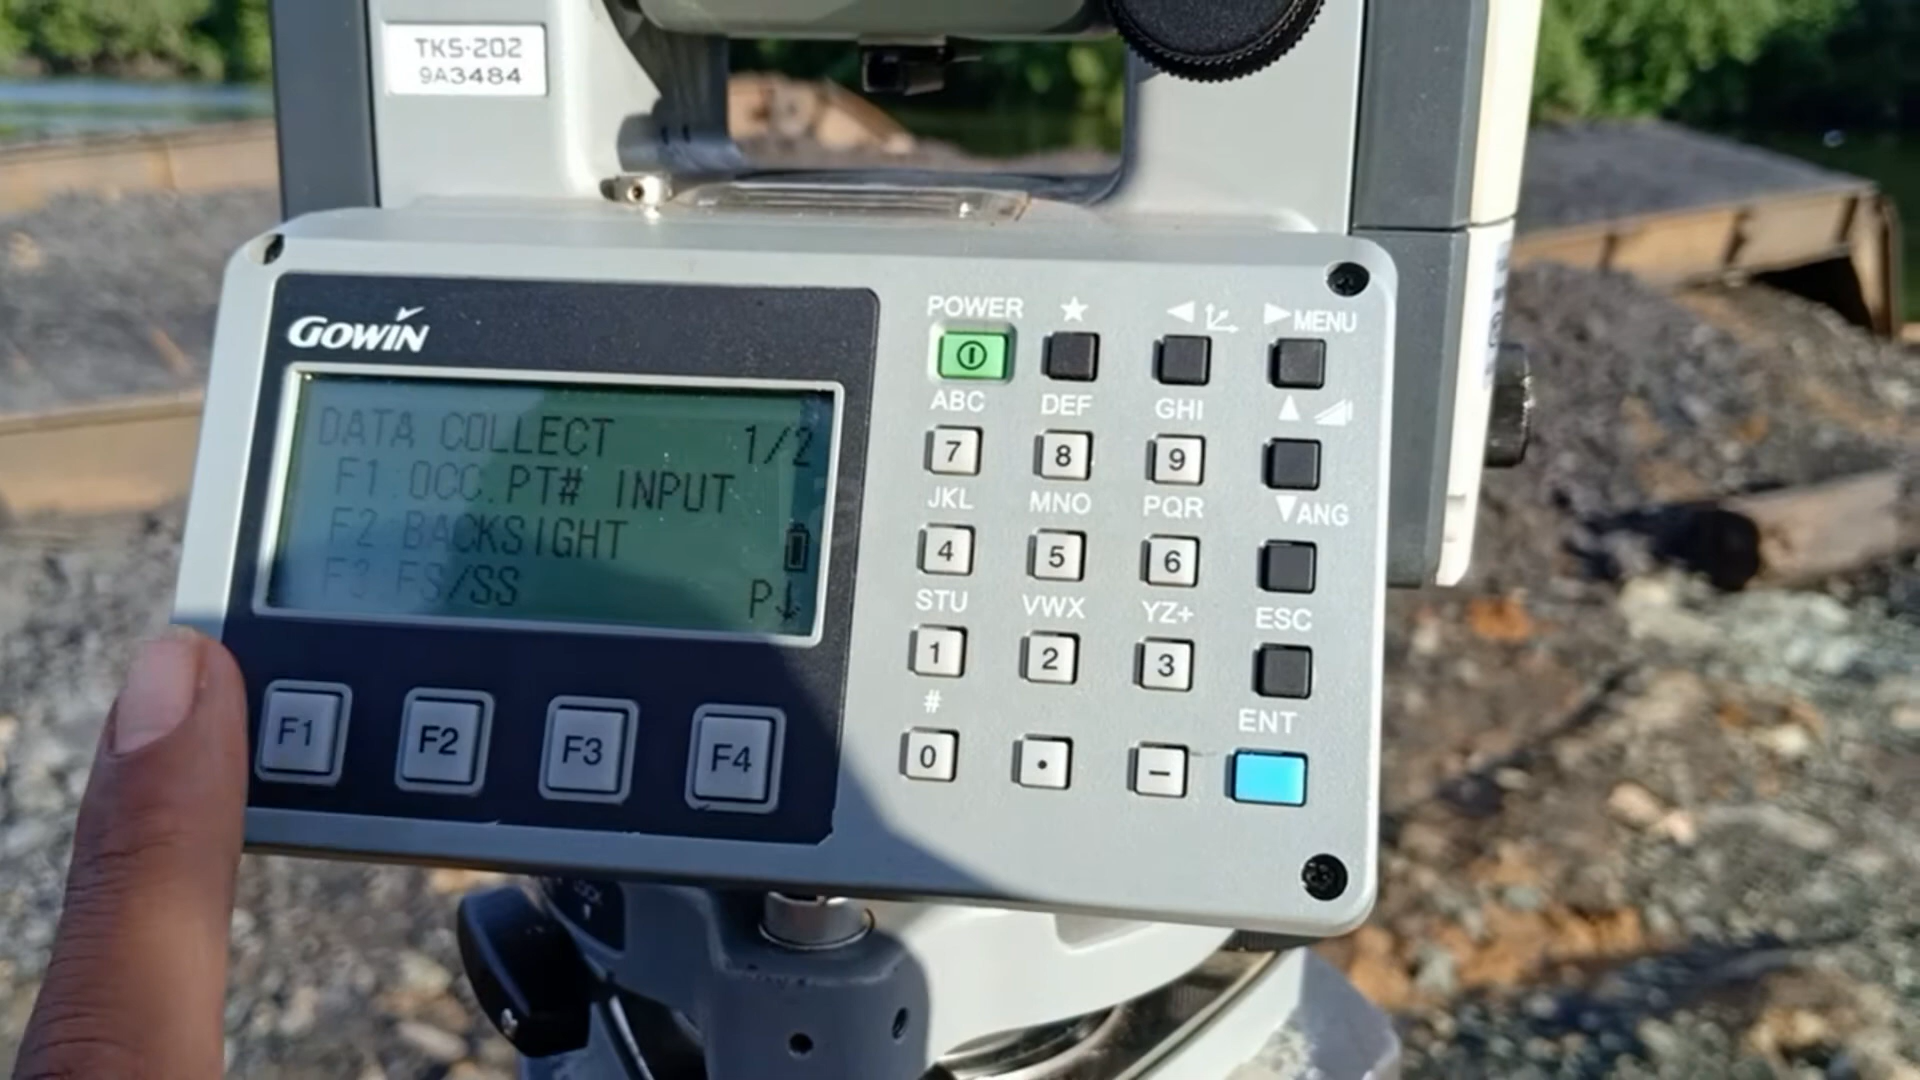 TKS-202
9A3484
GOWIN
DATA COLLECT 1/2
F1 OCC.PT# INPUT
F2 BACKSIGHT
F3 FS/SS P↓
F1 F2 F3 F4
POWER ★ ◀ ▶MENU
ABC DEF GHI ▲
7 8 9
JKL MNO PQR ▼ANG
4 5 6
STU VWX YZ+ ESC
1 2 3
# ENT
0 . −